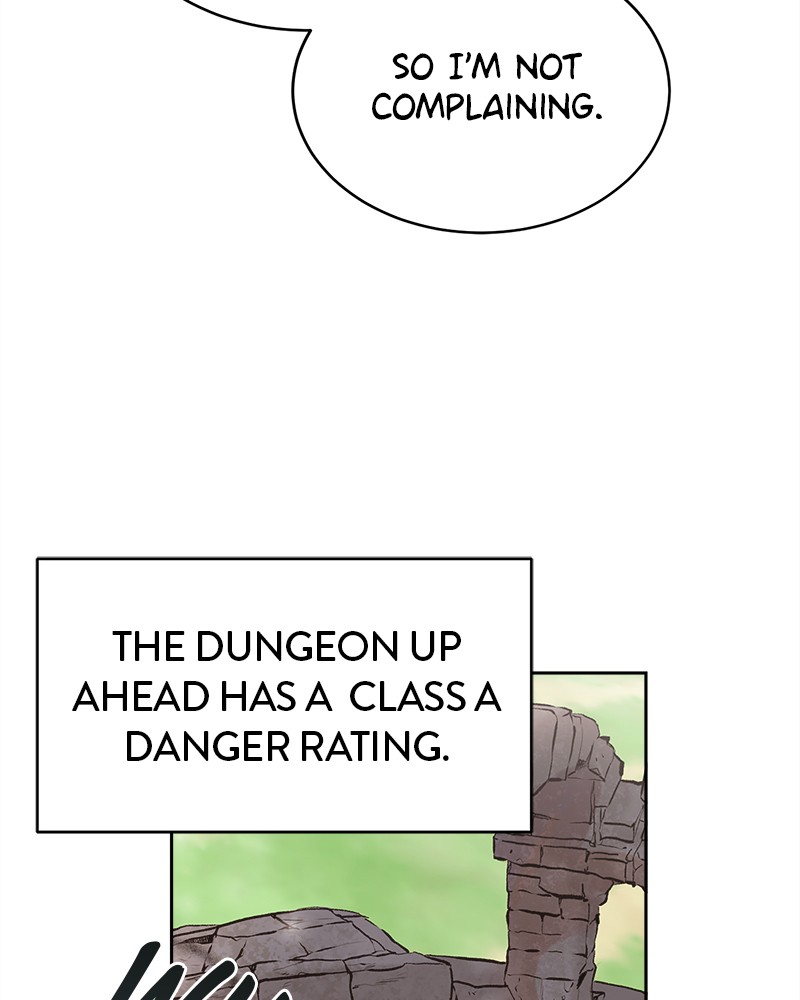 SO I'M NOT
COMPLAINING.
THE DUNGEON UP
AHEAD HAS A CLASS A
DANGER RATING.